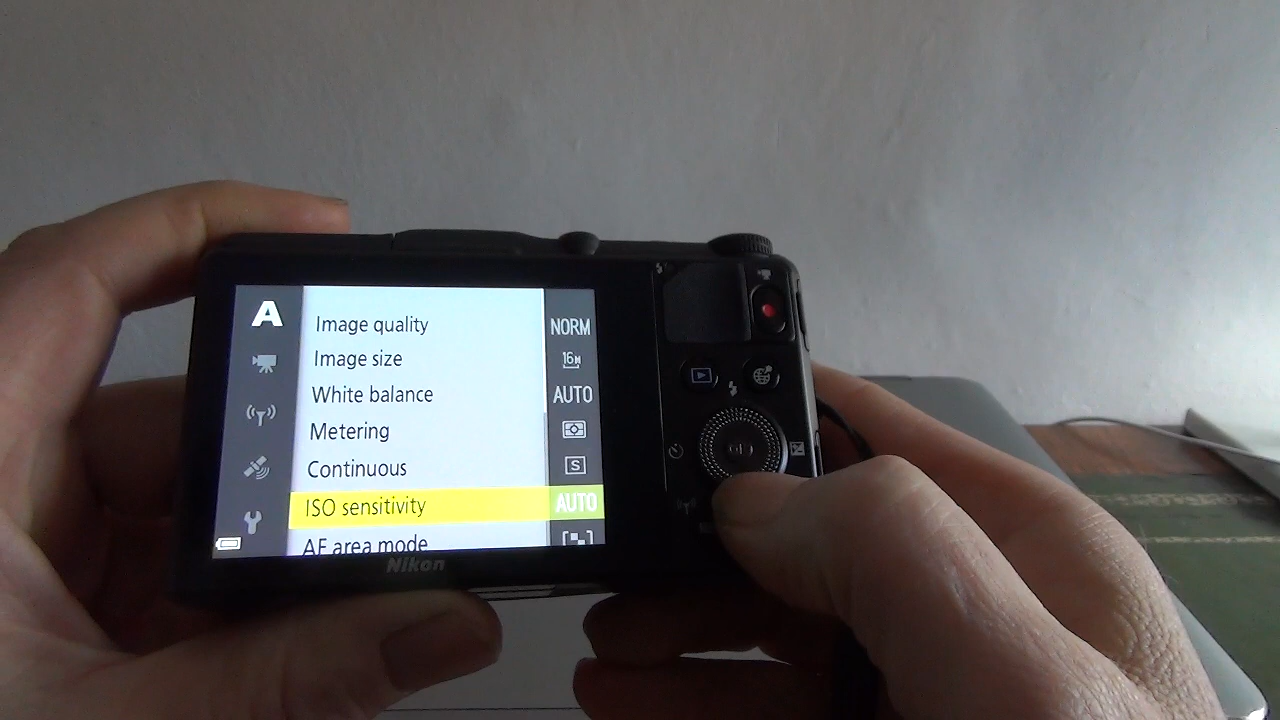 A
Image quality NORM
Image size 16M
White balance AUTO
Metering
Continuous S
ISO sensitivity AUTO
AF area mode
Nikon